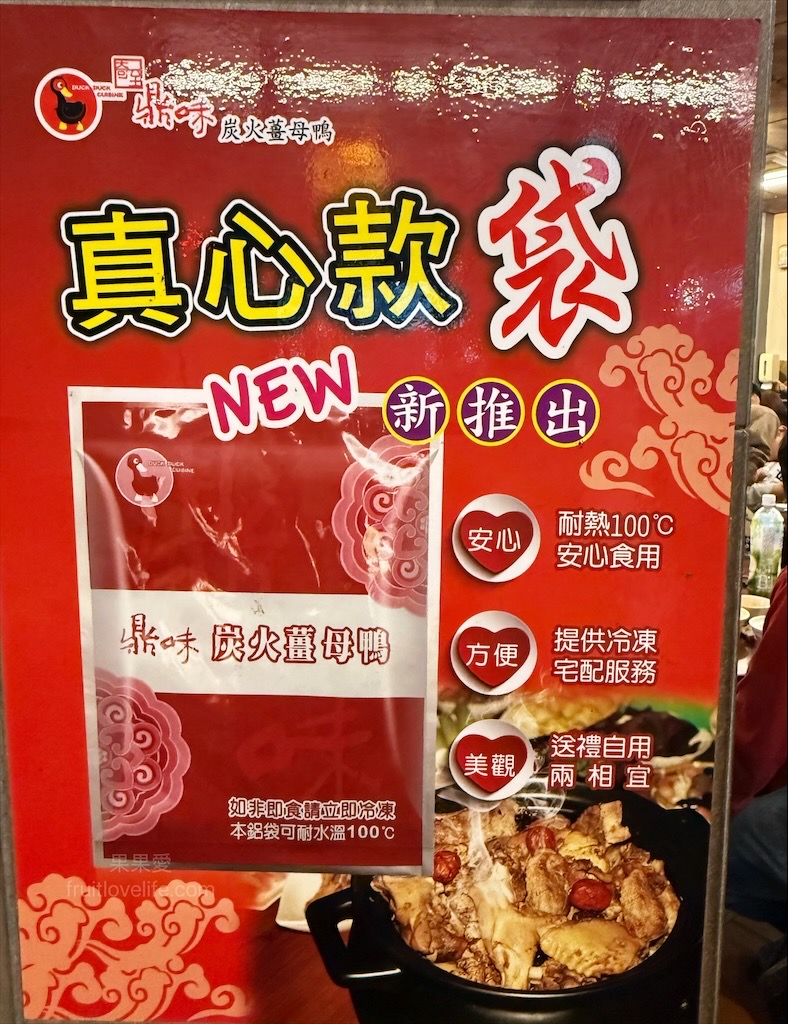 DUCK DUCK
CUISINE
鼎味
炭火薑母鴨
真心款袋
NEW
新推出
DUCK DUCK
CUISINE
鼎味 炭火薑母鴨
如非即食請立即冷凍
本鋁袋可耐水溫100℃
安心
耐熱100℃
安心食用
方便
提供冷凍
宅配服務
美觀
送禮自用
兩相宜
果果愛
fruitlovelife.com